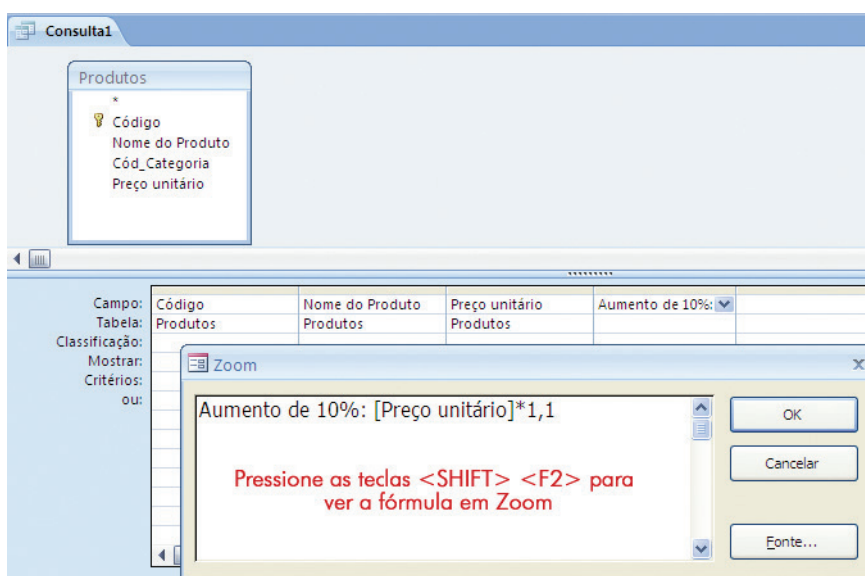 Consulta1
Produtos
*
Código
Nome do Produto
Cód_Categoria
Preço unitário
Campo: Código Nome do Produto Preço unitário Aumento de 10%:
Tabela: Produtos Produtos Produtos
Classificação:
Mostrar:
Critérios:
ou:
Zoom x
Aumento de 10%: [Preço unitário]*1,1
Pressione as teclas <SHIFT> <F2> para
ver a fórmula em Zoom
OK
Cancelar
Fonte...